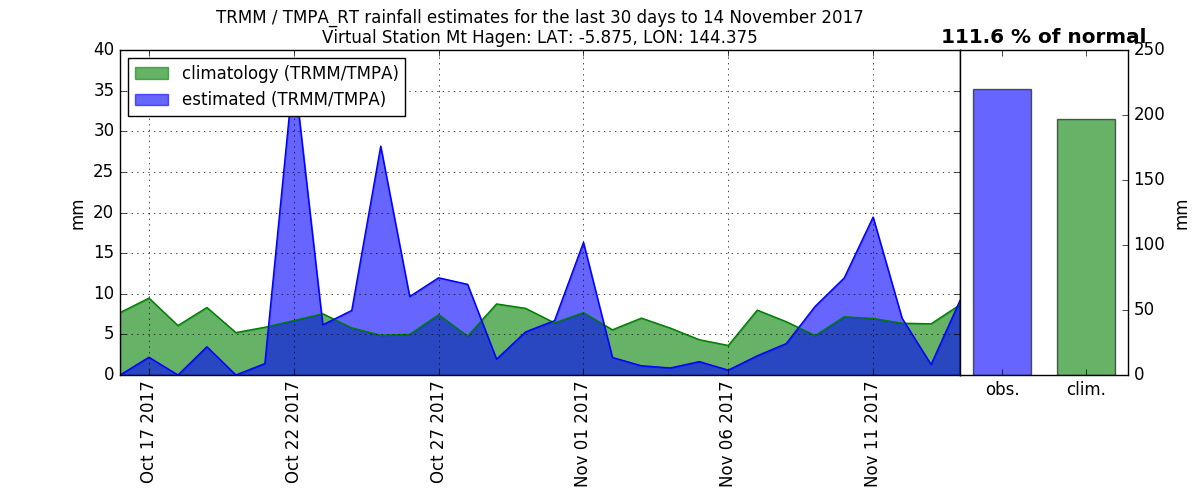 TRMM / TMPA_RT rainfall estimates for the last 30 days to 14 November 2017
Virtual Station Mt Hagen: LAT: -5.875, LON: 144.375
111.6 % of normal
climatology (TRMM/TMPA)
estimated (TRMM/TMPA)
40
35
30
25
20
15
10
5
0
mm
Oct 17 2017
Oct 22 2017
Oct 27 2017
Nov 01 2017
Nov 06 2017
Nov 11 2017
250
200
150
100
50
0
mm
obs.
clim.